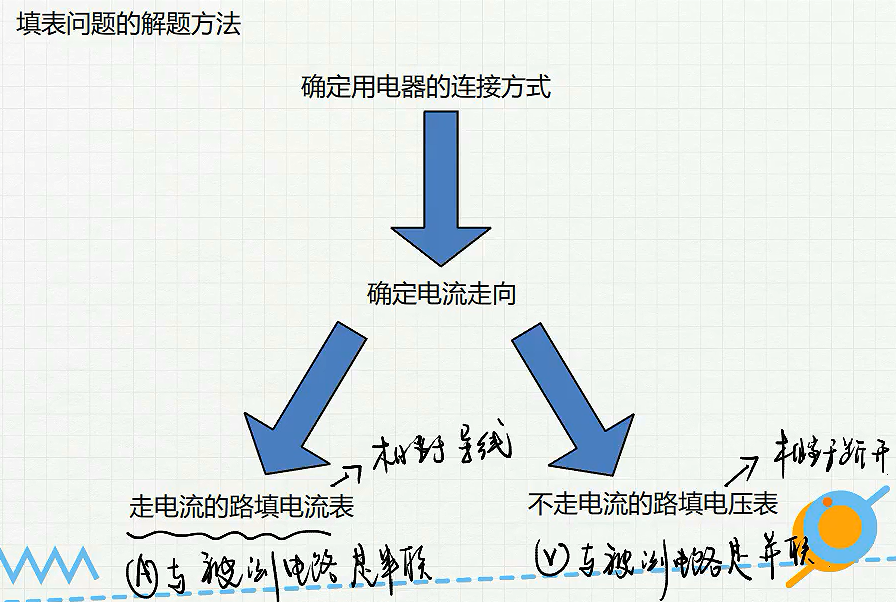 填表问题的解题方法
确定用电器的连接方式
确定电流走向
相当于导线
相当于断开
走电流的路填电流表
不走电流的路填电压表
Ⓐ与被测电路是串联
Ⓥ与被测电路是并联